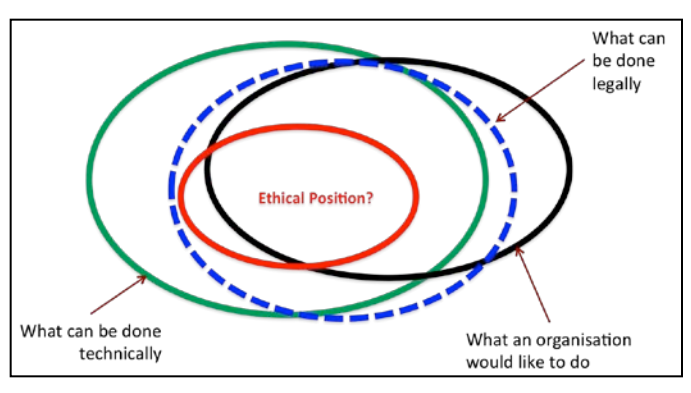 What can
be done
legally
Ethical Position?
What can be done
technically
What an organisation
would like to do